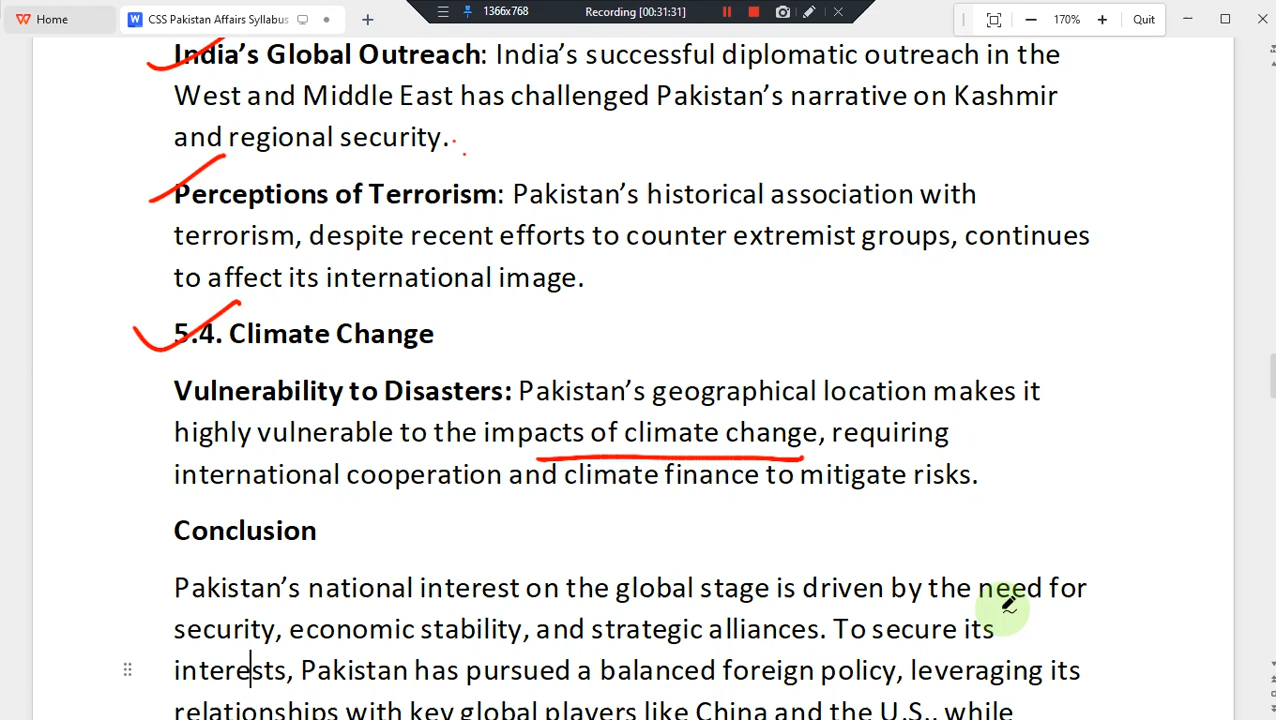 Home
CSS Pakistan Affairs Syllabus
1366x768
Recording [00:31:31]
170%
Quit
India’s Global Outreach: India’s successful diplomatic outreach in the
West and Middle East has challenged Pakistan’s narrative on Kashmir
and regional security.
Perceptions of Terrorism: Pakistan’s historical association with
terrorism, despite recent efforts to counter extremist groups, continues
to affect its international image.
5.4. Climate Change
Vulnerability to Disasters: Pakistan’s geographical location makes it
highly vulnerable to the impacts of climate change, requiring
international cooperation and climate finance to mitigate risks.
Conclusion
Pakistan’s national interest on the global stage is driven by the need for
security, economic stability, and strategic alliances. To secure its
interests, Pakistan has pursued a balanced foreign policy, leveraging its
relationships with key global players like China and the U.S., while